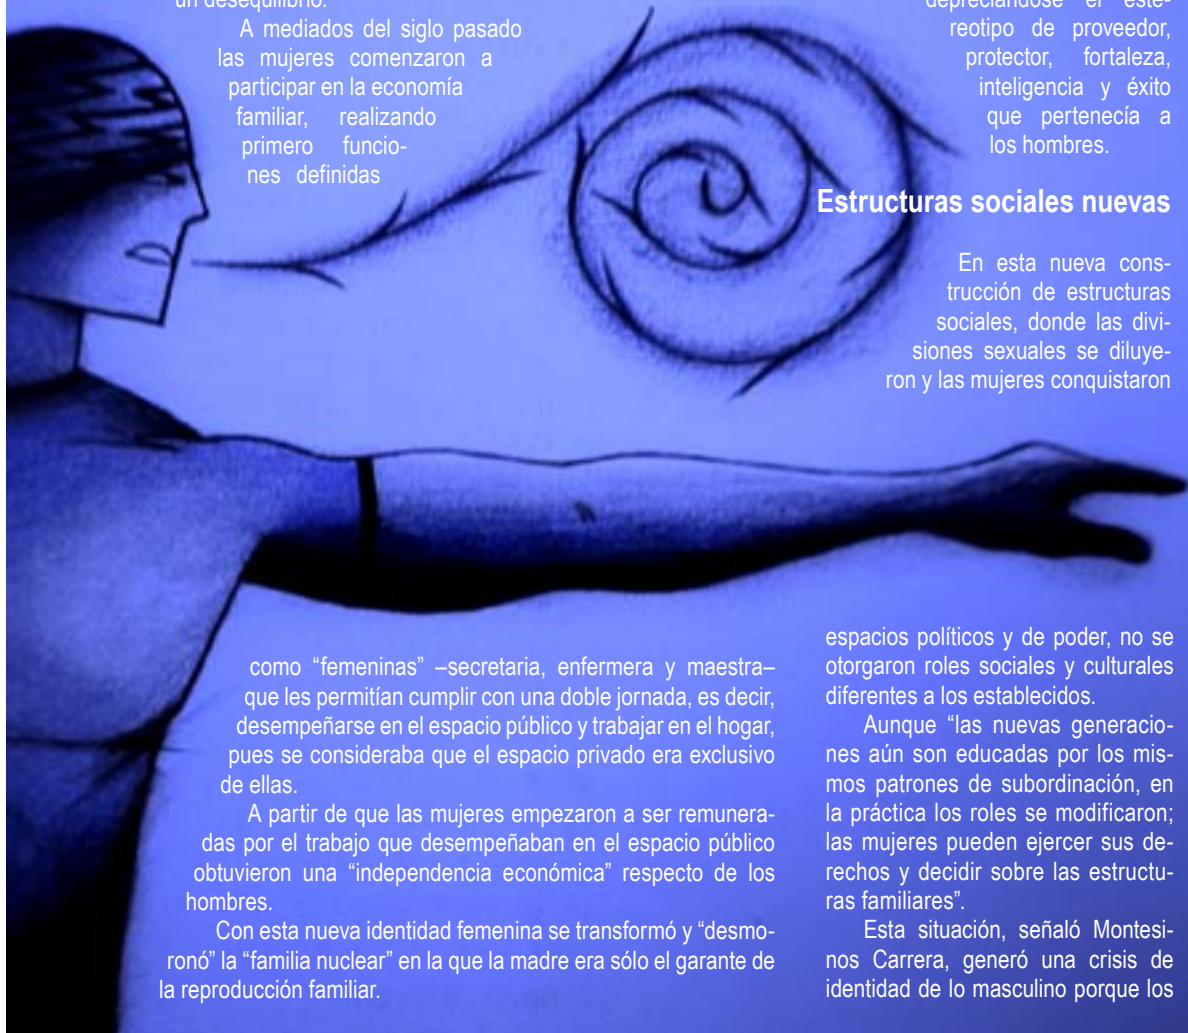 un desequilibrio.
A mediados del siglo pasado
las mujeres comenzaron a
participar en la economía
familiar, realizando
primero funcio-
nes definidas
como “femeninas” –secretaria, enfermera y maestra–
que les permitían cumplir con una doble jornada, es decir,
desempeñarse en el espacio público y trabajar en el hogar,
pues se consideraba que el espacio privado era exclusivo
de ellas.
A partir de que las mujeres empezaron a ser remunera-
das por el trabajo que desempeñaban en el espacio público
obtuvieron una “independencia económica” respecto de los
hombres.
Con esta nueva identidad femenina se transformó y “desmo-
ronó” la “familia nuclear” en la que la madre era sólo el garante de
la reproducción familiar.
depreciándose el este-
reotipo de proveedor,
protector, fortaleza,
inteligencia y éxito
que pertenecía a
los hombres.
Estructuras sociales nuevas
En esta nueva cons-
trucción de estructuras
sociales, donde las divi-
siones sexuales se diluye-
ron y las mujeres conquistaron
espacios políticos y de poder, no se
otorgaron roles sociales y culturales
diferentes a los establecidos.
Aunque “las nuevas generacio-
nes aún son educadas por los mis-
mos patrones de subordinación, en
la práctica los roles se modificaron;
las mujeres pueden ejercer sus de-
rechos y decidir sobre las estructu-
ras familiares”.
Esta situación, señaló Montesi-
nos Carrera, generó una crisis de
identidad de lo masculino porque los